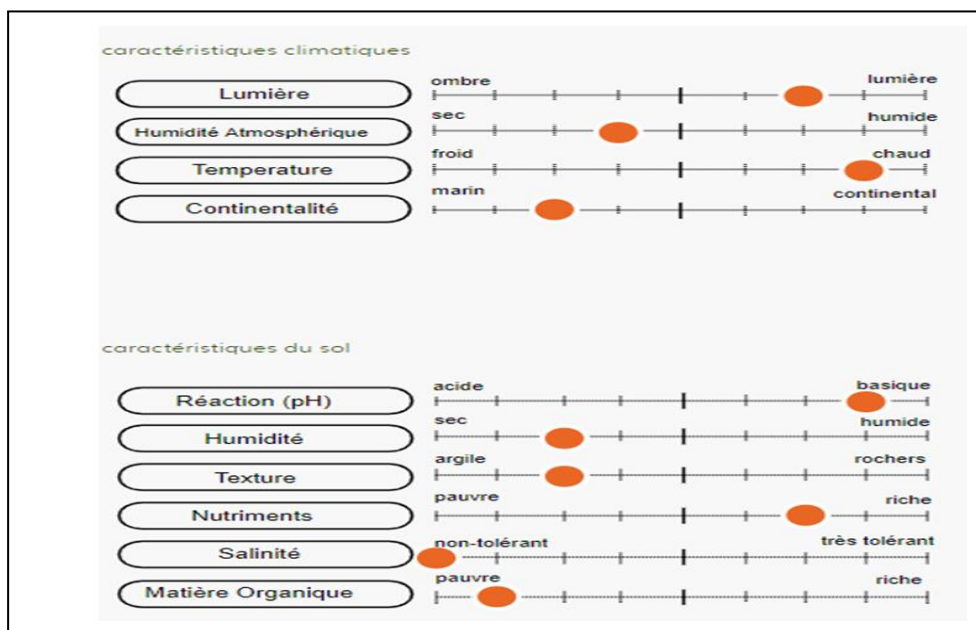 caractéristiques climatiques
Lumière ombre lumière
Humidité Atmosphérique sec humide
Temperature froid chaud
Continentalité marin continental
caractéristiques du sol
Réaction (pH) acide basique
Humidité sec humide
Texture argile rochers
Nutriments pauvre riche
Salinité non-tolérant très tolérant
Matière Organique pauvre riche